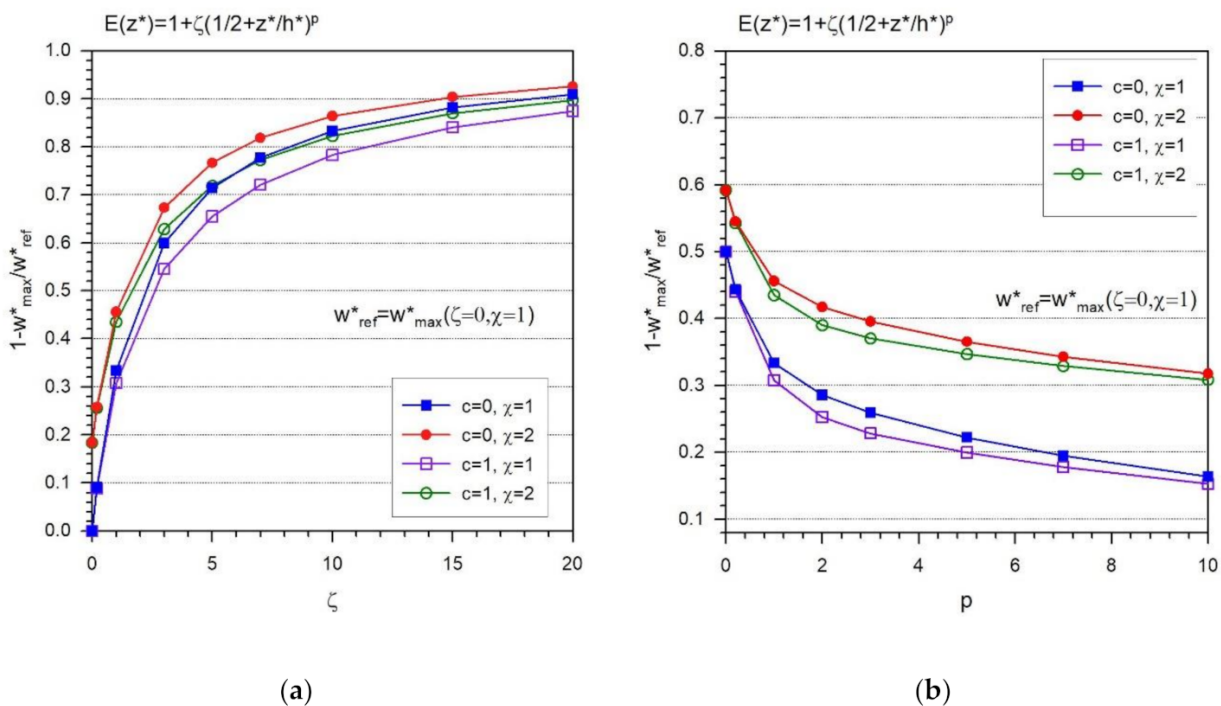 E(z*)=1+ζ(1/2+z*/h*)ᵖ
1.0
0.9
0.8
0.7
0.6
0.5
0.4
0.3
0.2
0.1
0.0
1-w*max/w*ref
w*ref=w*max(ζ=0,χ=1)
c=0, χ=1
c=0, χ=2
c=1, χ=1
c=1, χ=2
0 5 10 15 20
ζ
(a)
E(z*)=1+ζ(1/2+z*/h*)ᵖ
0.8
0.7
0.6
0.5
0.4
0.3
0.2
0.1
1-w*max/w*ref
c=0, χ=1
c=0, χ=2
c=1, χ=1
c=1, χ=2
w*ref=w*max(ζ=0,χ=1)
0 2 4 6 8 10
p
(b)